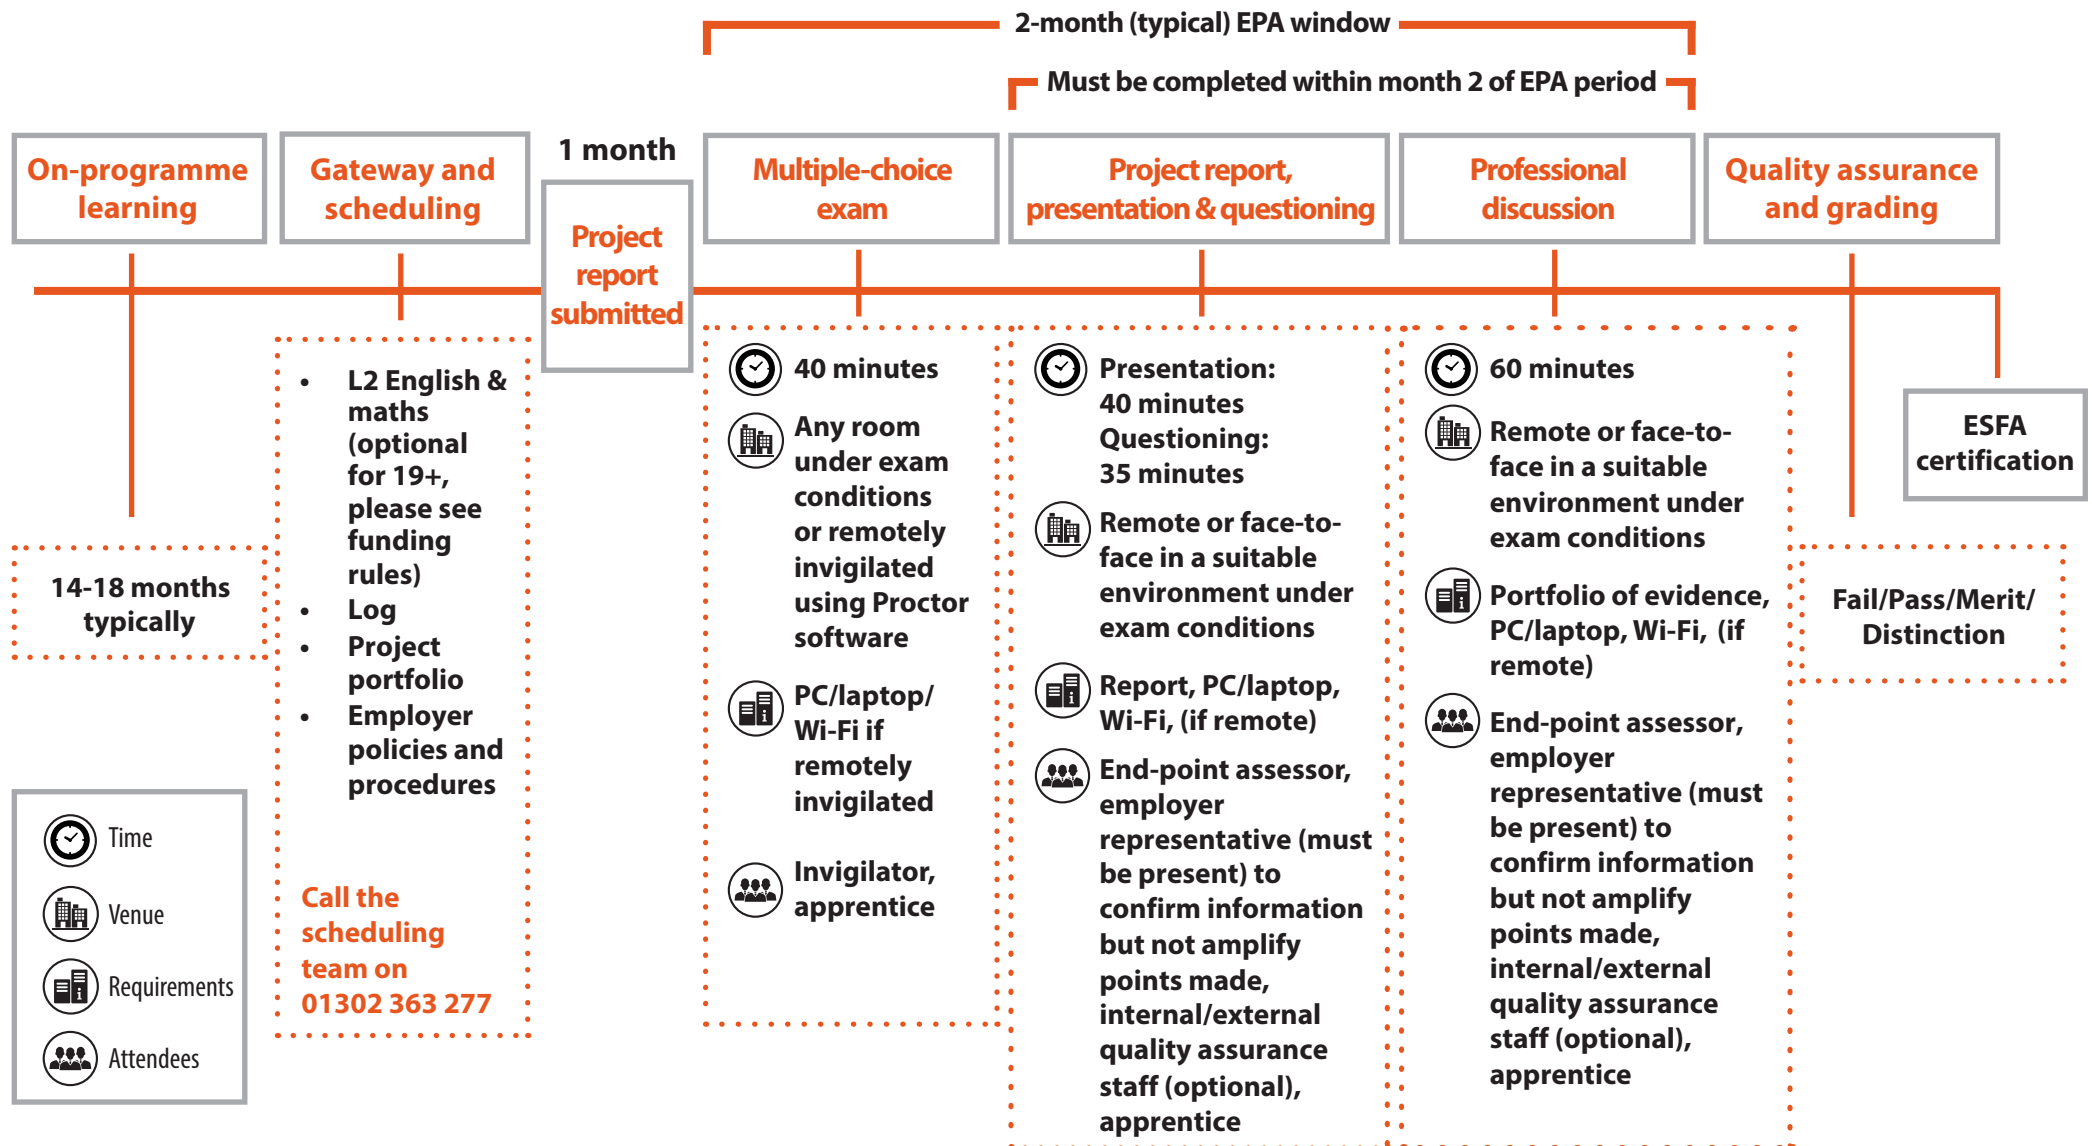 2-month (typical) EPA window
Must be completed within month 2 of EPA period
On-programme
learning
Gateway and
scheduling
1 month
Project
report
submitted
Multiple-choice
exam
Project report,
presentation & questioning
Professional
discussion
Quality assurance
and grading
14-18 months
typically
• L2 English &
maths
(optional
for 19+,
please see
funding
rules)
• Log
• Project
portfolio
• Employer
policies and
procedures
Call the
scheduling
team on
01302 363 277
40 minutes
Any room
under exam
conditions
or remotely
invigilated
using Proctor
software
PC/laptop/
Wi-Fi if
remotely
invigilated
Invigilator,
apprentice
Presentation:
40 minutes
Questioning:
35 minutes
Remote or face-to-
face in a suitable
environment under
exam conditions
Report, PC/laptop,
Wi-Fi, (if remote)
End-point assessor,
employer
representative (must
be present) to
confirm information
but not amplify
points made,
internal/external
quality assurance
staff (optional),
apprentice
60 minutes
Remote or face-to-
face in a suitable
environment under
exam conditions
Portfolio of evidence,
PC/laptop, Wi-Fi, (if
remote)
End-point assessor,
employer
representative (must
be present) to
confirm information
but not amplify
points made,
internal/external
quality assurance
staff (optional),
apprentice
Fail/Pass/Merit/
Distinction
ESFA
certification
Time
Venue
Requirements
Attendees